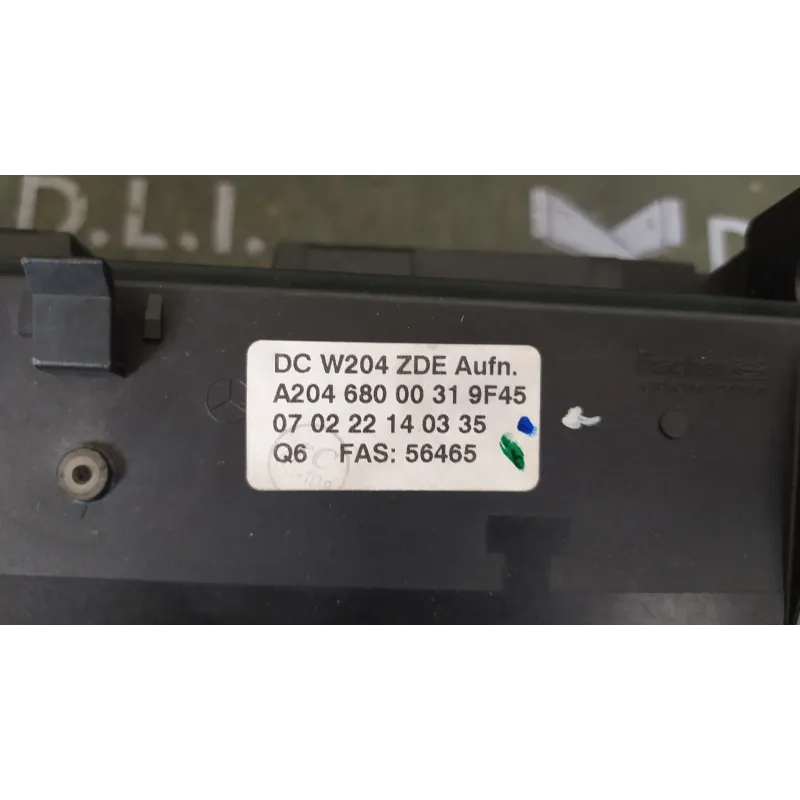 D.L.I.
DC W204 ZDE Aufn.
A204 680 00 31 9F45
07 02 22 14 03 35
Q6 FAS: 56465